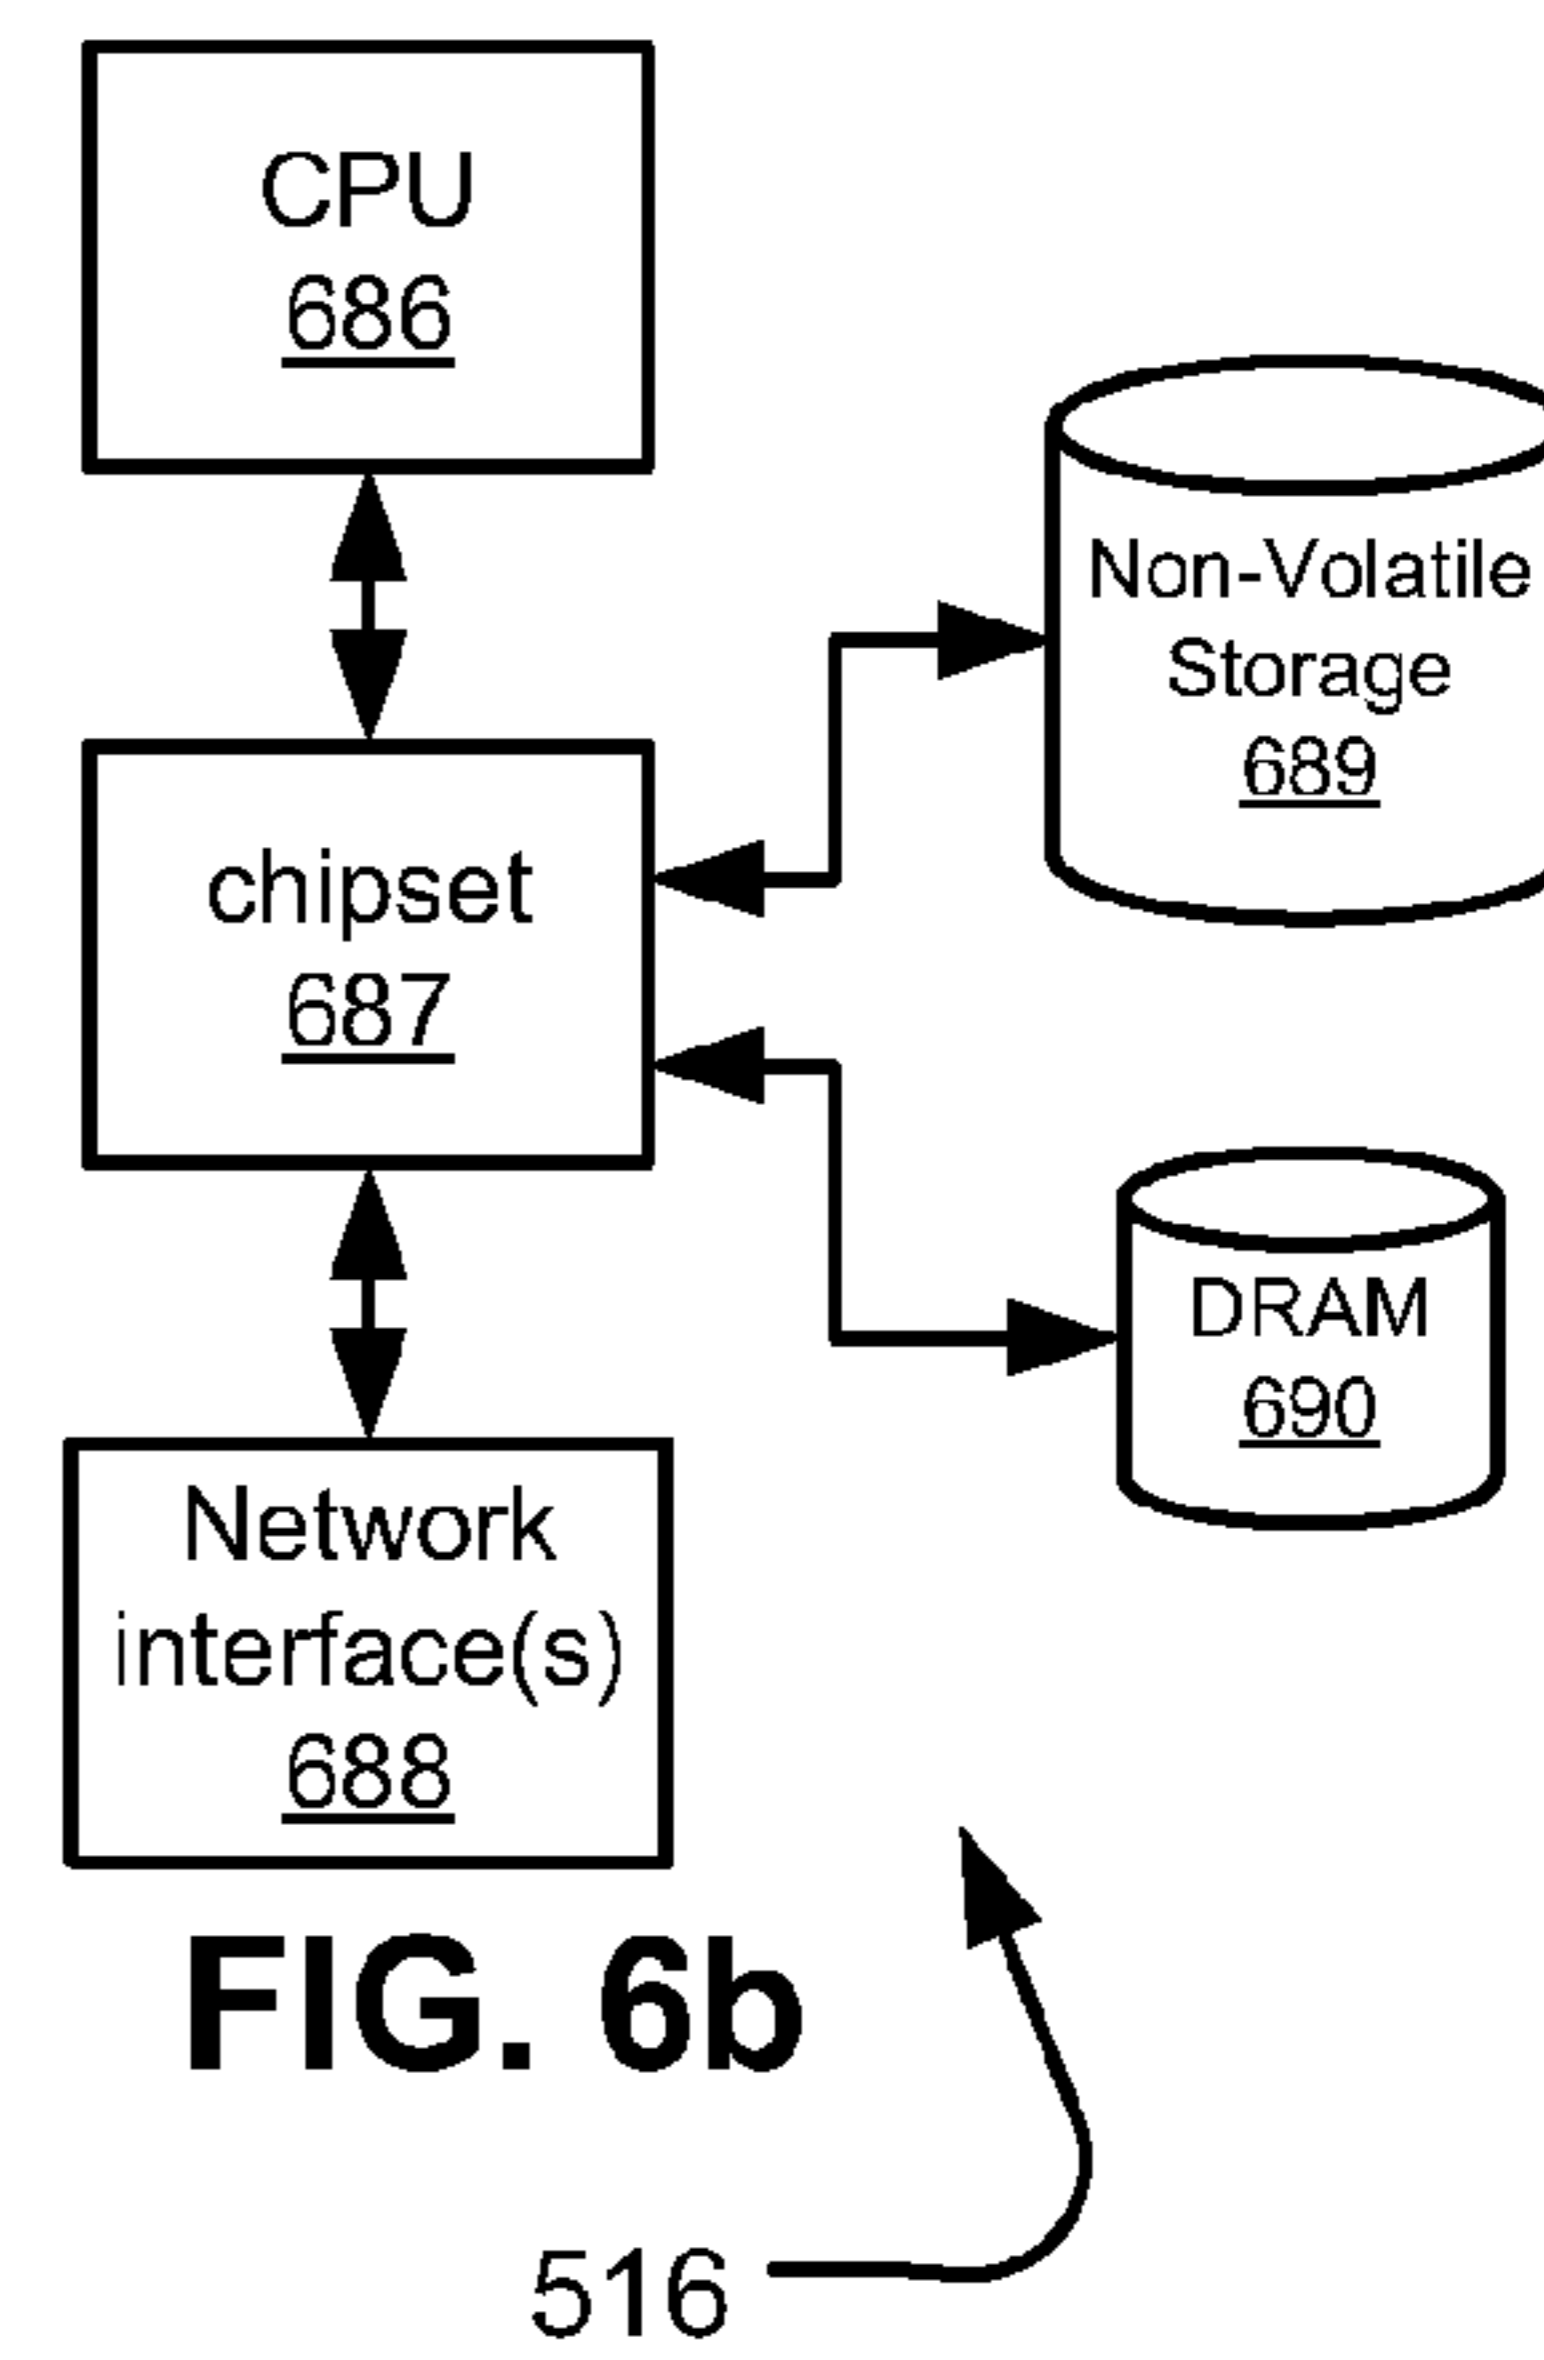 CPU
686
Non-Volatile
Storage
689
chipset
687
DRAM
690
Network
interface(s)
688
FIG. 6b
516